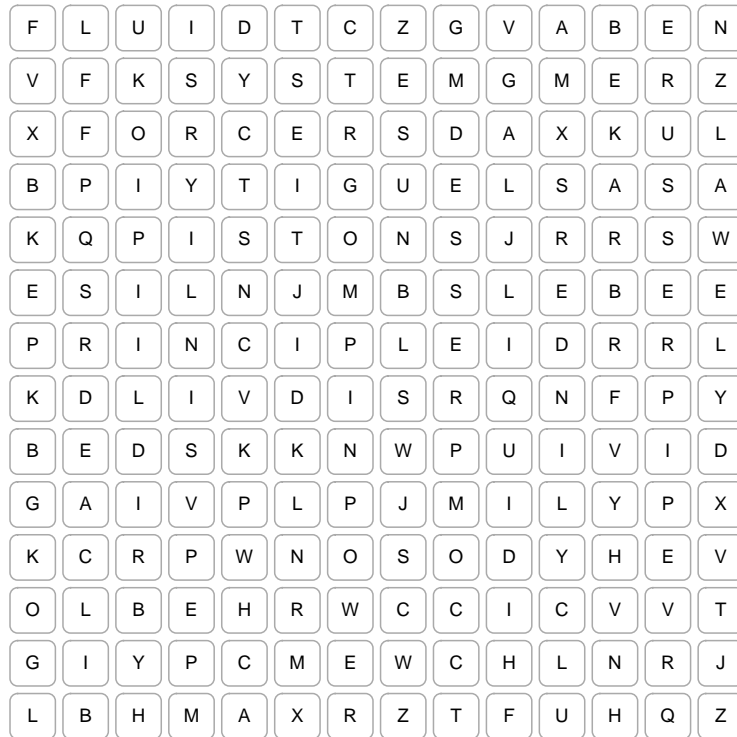 F L U I D T C Z G V A B E N
V F K S Y S T E M G M E R Z
X F O R C E R S D A X K U L
B P I Y T I G U E L S A S A
K Q P I S T O N S J R R S W
E S I L N J M B S L E B E E
P R I N C I P L E I D R R L
K D L I V D I S R Q N F P Y
B E D S K K N W P U I V I D
G A I V P L P J M I L Y P X
K C R P W N O S O D Y H E V
O L B E H R W C C I C V V T
G I Y P C M E W C H L N R J
L B H M A X R Z T F U H Q Z